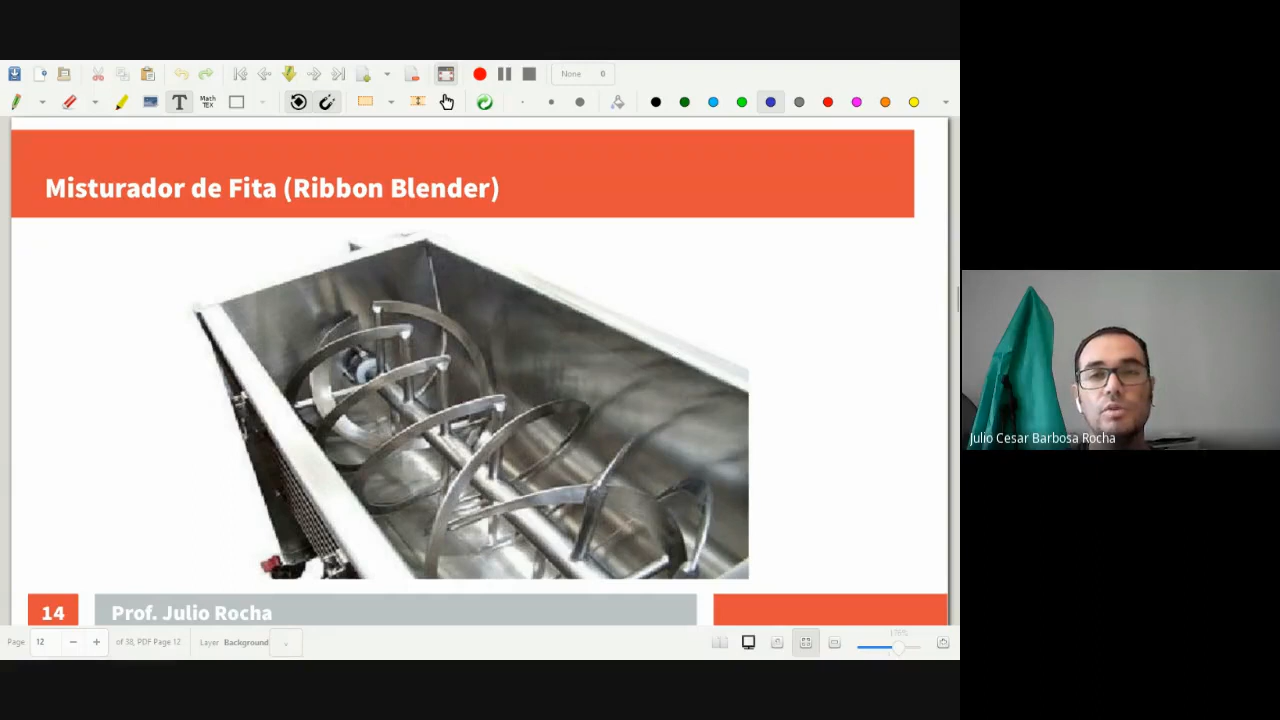 None 0
Math
TEX
T
Misturador de Fita (Ribbon Blender)
Julio Cesar Barbosa Rocha
14 Prof. Julio Rocha
Page 12 of 38, PDF Page 12 Layer Background